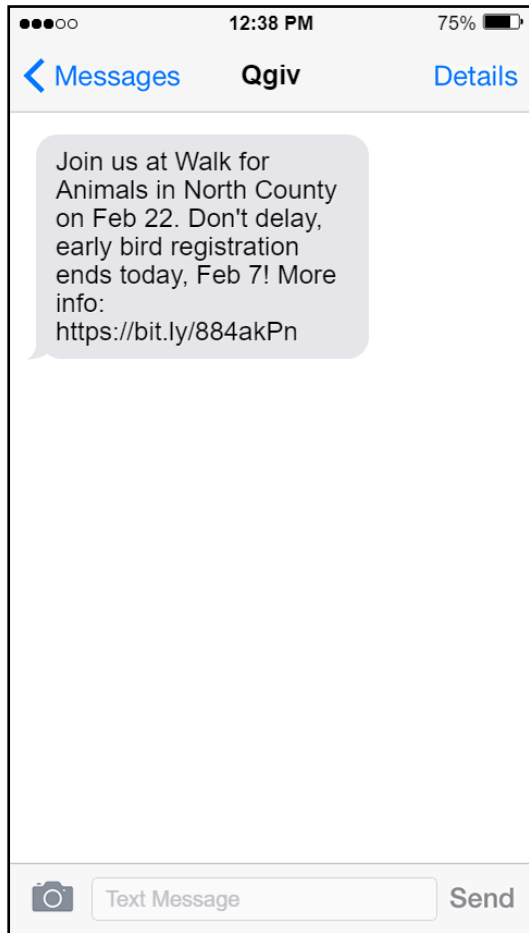 12:38 PM 75%
Messages Qgiv Details
Join us at Walk for
Animals in North County
on Feb 22. Don't delay,
early bird registration
ends today, Feb 7! More
info:
https://bit.ly/884akPn
Text Message Send